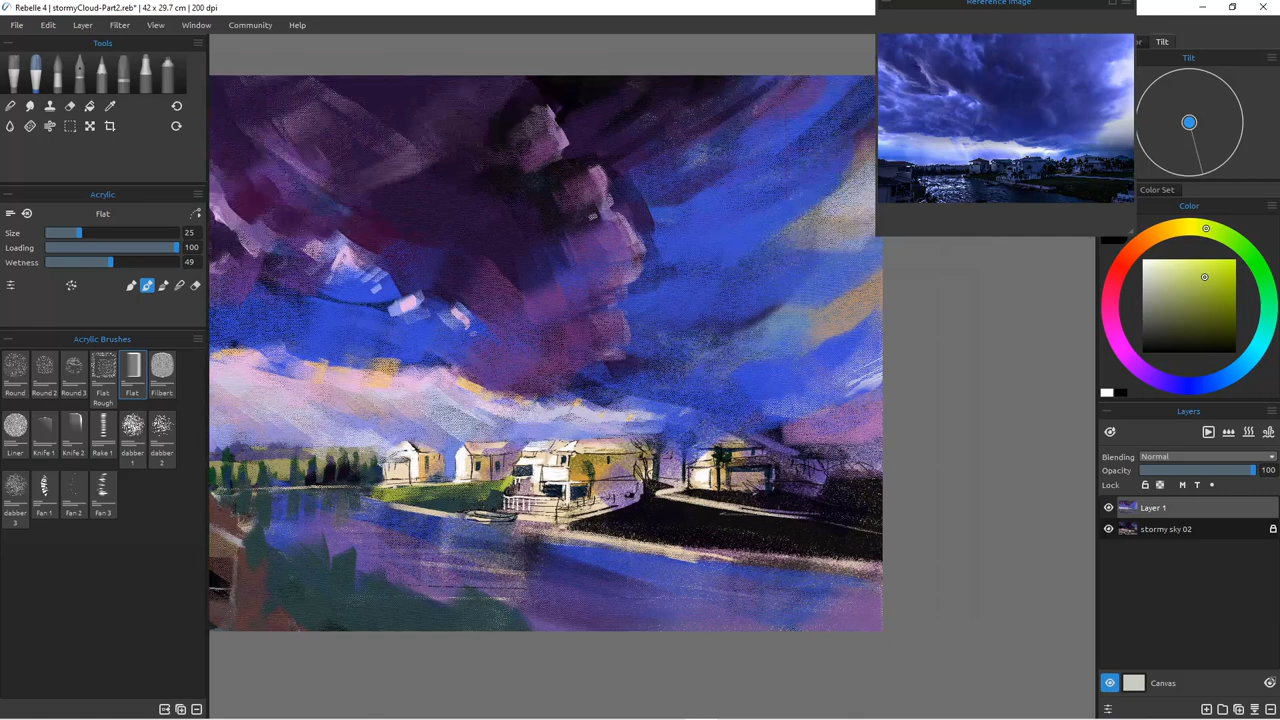 Rebelle 4 | stormyCloud-Part2.reb* | 42 x 29.7 cm | 200 dpi
File Edit Layer Filter View Window Community Help
Reference Image
Tools
Tilt
Tilt
Acrylic
Flat
Size 25
Loading 100
Wetness 49
Color Set
Color
Acrylic Brushes
Round Round 2 Round 3 Flat Rough Flat Filbert
Liner Knife 1 Knife 2 Rake 1 dabber 1 dabber 2
dabber 3 Fan 1 Fan 2 Fan 3
Layers
Blending Normal
Opacity 100
Lock M T
Layer 1
stormy sky 02
Canvas